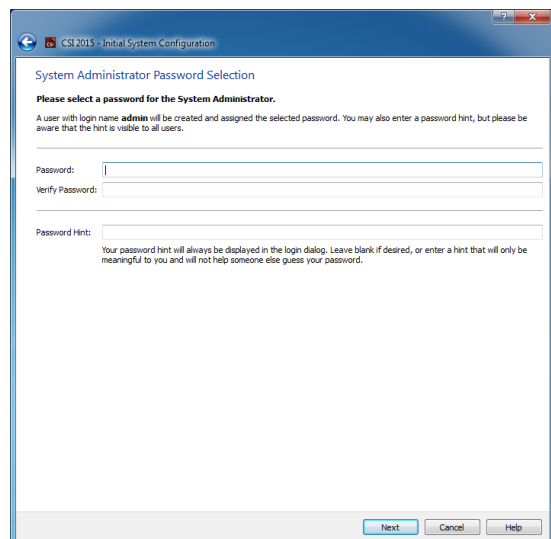 CSI 2015 - Initial System Configuration
System Administrator Password Selection
Please select a password for the System Administrator.
A user with login name admin will be created and assigned the selected password. You may also enter a password hint, but please be
aware that the hint is visible to all users.
Password:
Verify Password:
Password Hint:
Your password hint will always be displayed in the login dialog. Leave blank if desired, or enter a hint that will only be
meaningful to you and will not help someone else guess your password.
Next Cancel Help